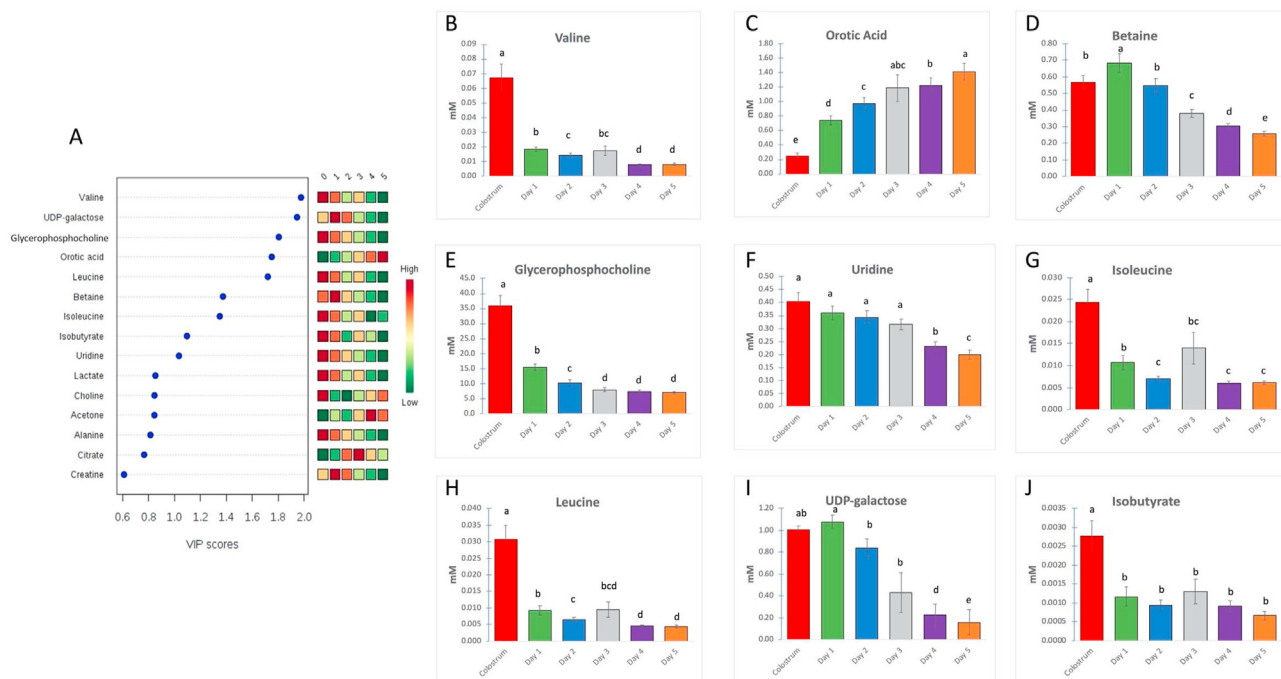 A
0 1 2 3 4 5
Valine
UDP-galactose
Glycerophosphocholine
Orotic acid
Leucine
Betaine
Isoleucine
Isobutyrate
Uridine
Lactate
Choline
Acetone
Alanine
Citrate
Creatine
0.6 0.8 1.0 1.2 1.4 1.6 1.8 2.0
VIP scores
High
Low
B
Valine
mM
0.09
0.08
0.07
0.06
0.05
0.04
0.03
0.02
0.01
0.00
a b c bc d d
Colostrum Day 1 Day 2 Day 3 Day 4 Day 5
C
Orotic Acid
mM
1.80
1.60
1.40
1.20
1.00
0.80
0.60
0.40
0.20
0.00
e d c abc b a
Colostrum Day 1 Day 2 Day 3 Day 4 Day 5
D
Betaine
mM
0.80
0.70
0.60
0.50
0.40
0.30
0.20
0.10
0.00
b a b c d e
Colostrum Day 1 Day 2 Day 3 Day 4 Day 5
E
Glycerophosphocholine
mM
45.0
40.0
35.0
30.0
25.0
20.0
15.0
10.0
5.0
0.0
a b c d d d
Colostrum Day 1 Day 2 Day 3 Day 4 Day 5
F
Uridine
mM
0.50
0.45
0.40
0.35
0.30
0.25
0.20
0.15
0.10
0.05
0.00
a a a a b c
Colostrum Day 1 Day 2 Day 3 Day 4 Day 5
G
Isoleucine
mM
0.030
0.025
0.020
0.015
0.010
0.005
0.000
a b c bc c c
Colostrum Day 1 Day 2 Day 3 Day 4 Day 5
H
Leucine
mM
0.040
0.035
0.030
0.025
0.020
0.015
0.010
0.005
0.000
a b c bcd d d
Colostrum Day 1 Day 2 Day 3 Day 4 Day 5
I
UDP-galactose
mM
1.20
1.00
0.80
0.60
0.40
0.20
0.00
ab a b c d e
Colostrum Day 1 Day 2 Day 3 Day 4 Day 5
J
Isobutyrate
mM
0.0035
0.0030
0.0025
0.0020
0.0015
0.0010
0.0005
0.0000
a b b b b b
Colostrum Day 1 Day 2 Day 3 Day 4 Day 5